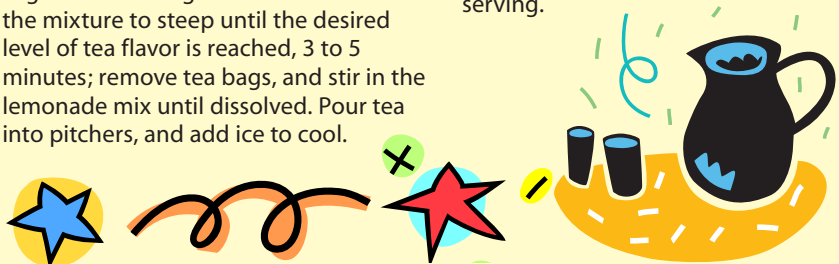 the mixture to steep until the desired
level of tea flavor is reached, 3 to 5
minutes; remove tea bags, and stir in the
lemonade mix until dissolved. Pour tea
into pitchers, and add ice to cool.
serving.